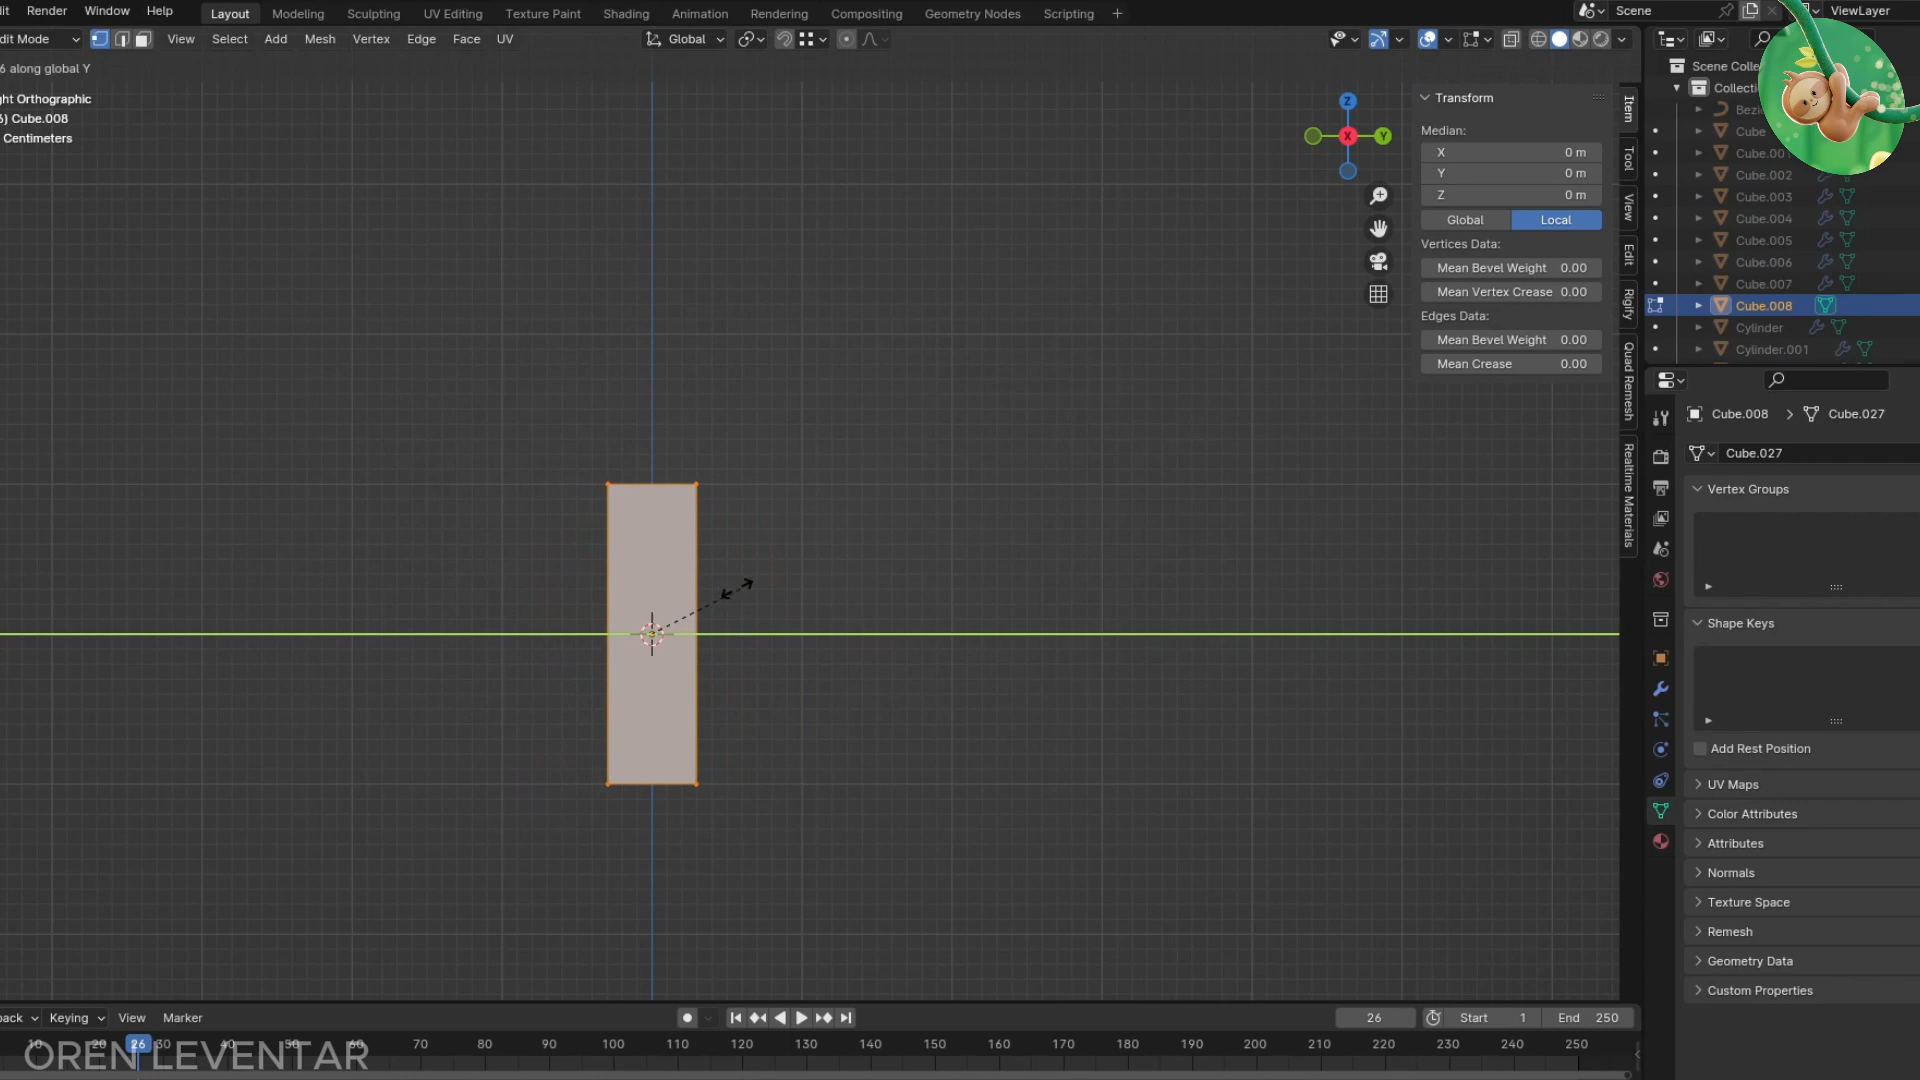 dit Render Window Help Layout Modeling Sculpting UV Editing Texture Paint Shading Animation Rendering Compositing Geometry Nodes Scripting + Scene ViewLayer
dit Mode View Select Add Mesh Vertex Edge Face UV Global
6 along global Y
ght Orthographic
6) Cube.008
Centimeters
Z
X
Y
Transform
Median:
X 0 m
Y 0 m
Z 0 m
Global Local
Vertices Data:
Mean Bevel Weight 0.00
Mean Vertex Crease 0.00
Edges Data:
Mean Bevel Weight 0.00
Mean Crease 0.00
Item
Tool
View
Edit
Rigify
Quad Remesh
Realtime Materials
Scene Colle
Collecti
Bezi
Cube
Cube.00
Cube.002
Cube.003
Cube.004
Cube.005
Cube.006
Cube.007
Cube.008
Cylinder
Cylinder.001
Cube.008 > Cube.027
Cube.027
Vertex Groups
Shape Keys
Add Rest Position
UV Maps
Color Attributes
Attributes
Normals
Texture Space
Remesh
Geometry Data
Custom Properties
back Keying View Marker 26 Start 1 End 250
10 20 26 30 40 50 60 70 80 90 100 110 120 130 140 150 160 170 180 190 200 210 220 230 240 250
OREN LEVENTAR